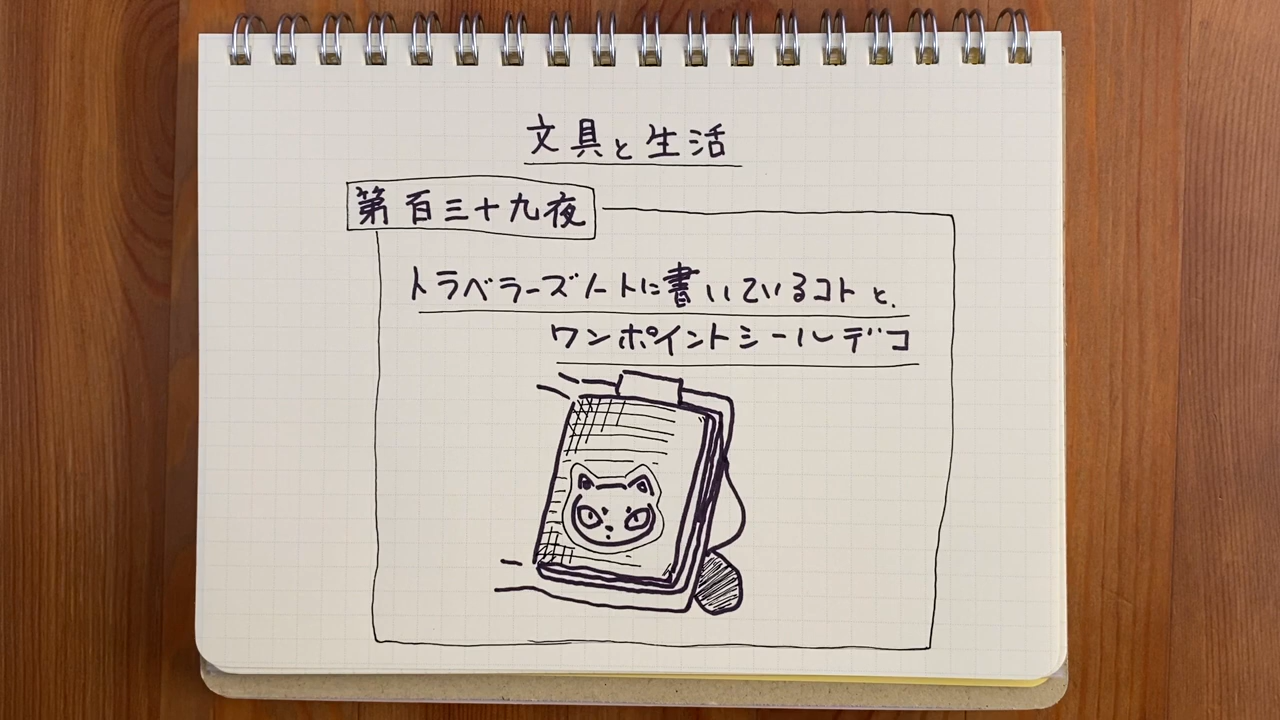 文具と生活
第百三十九夜
トラベラーズノートに書いているコトと、
ワンポイントシールデコ